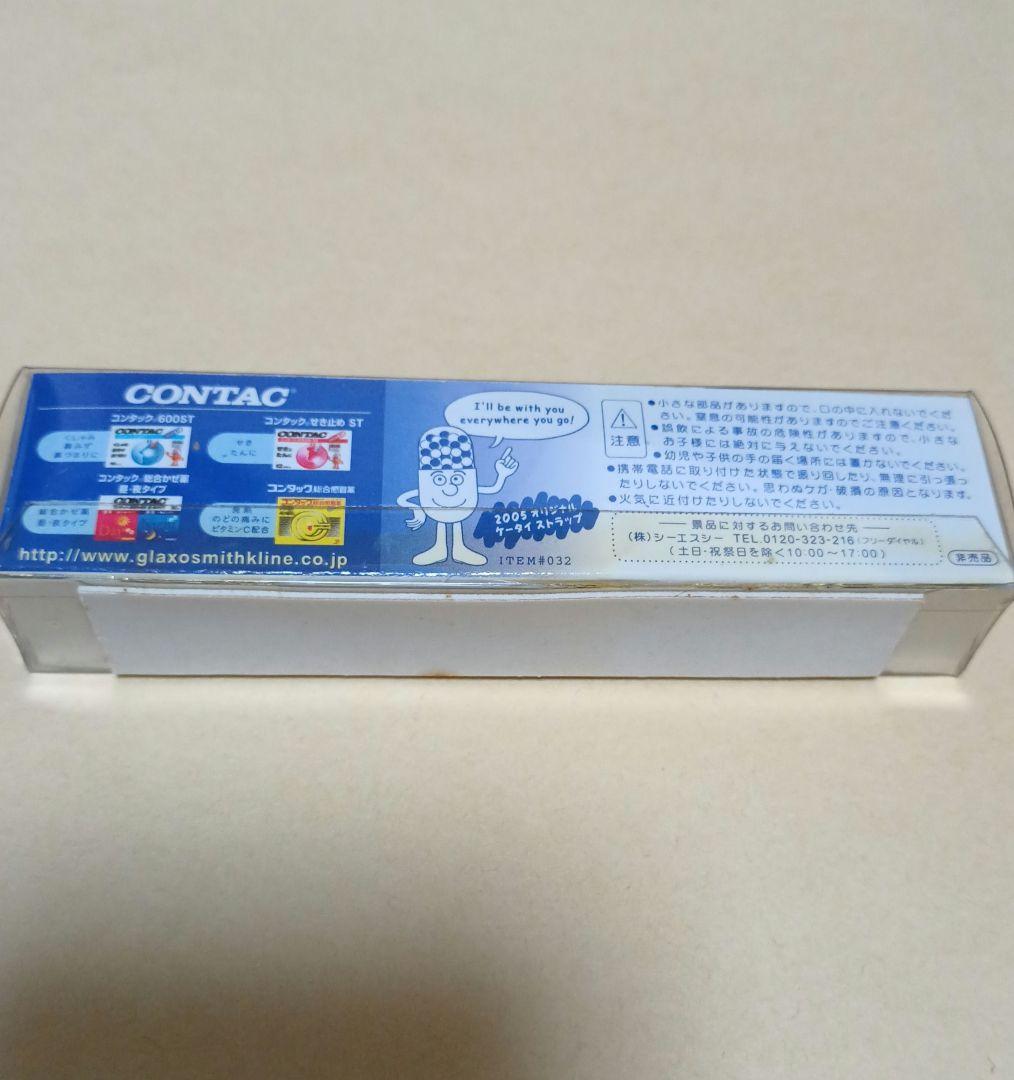 CONTAC
コンタック600ST
くしゃみ
鼻みず
鼻づまりに
コンタックせき止め ST
せき
たんに
CONTAC
コンタック総合かぜ薬
昼・夜タイプ
総合かぜ薬
昼・夜タイプ
コンタック総合感冒薬
発熱
のどの痛みに
ビタミンC配合
http://www.glaxosmithkline.co.jp
I'll be with you
everywhere you go!
2005 オリジナル
ケータイストラップ
ITEM#032
注意
●小さな部品がありますので、口の中に入れないでくだ
さい。窒息の可能性がありますのでご注意ください。
●誤飲による事故の危険性がありますので、小さな
お子様には絶対に与えないでください。
●幼児や子供の手の届く場所には置かないでください。
●携帯電話に取り付けた状態で振り回したり、無理に引っ張っ
たりしないでください。思わぬケガ・破損の原因となります。
●火気に近付けたりしないでください。
景品に対するお問い合わせ先
(株)シーエスシー TEL.0120-323-216(フリーダイヤル)
(土日・祝祭日を除く10:00~17:00)
非売品